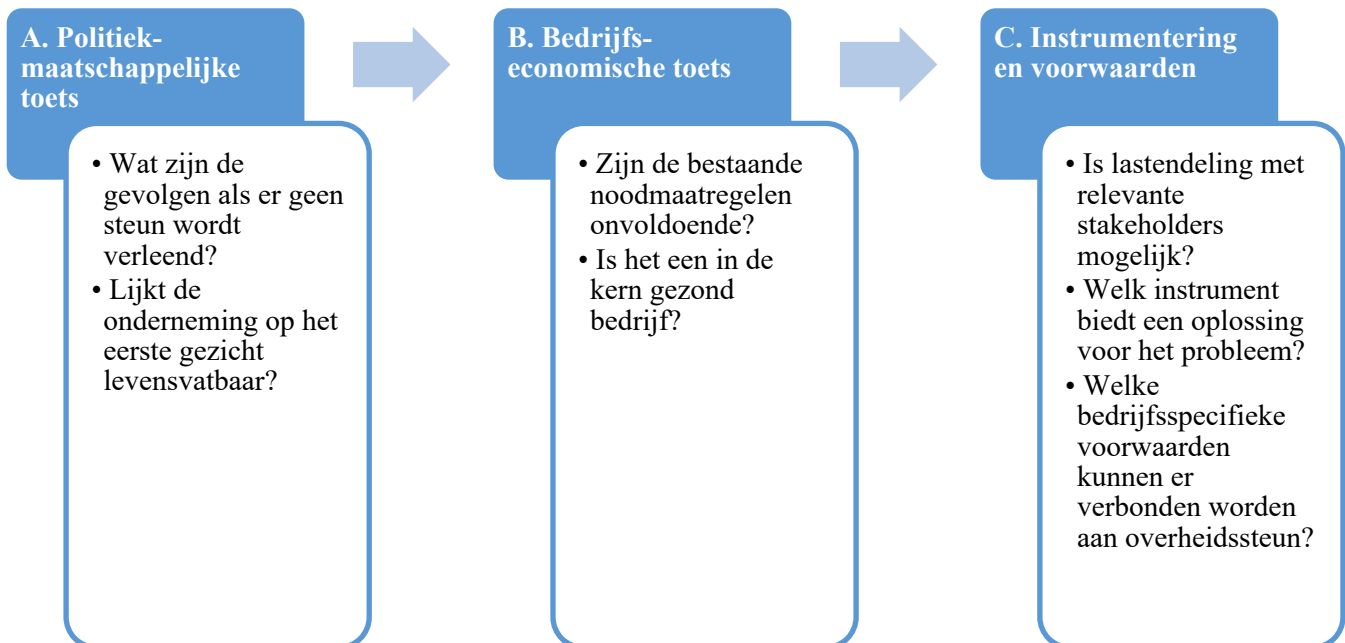 A. Politiek-
maatschappelijke
toets
• Wat zijn de
gevolgen als er geen
steun wordt
verleend?
• Lijkt de
onderneming op het
eerste gezicht
levensvatbaar?
B. Bedrijfs-
economische toets
• Zijn de bestaande
noodmaatregelen
onvoldoende?
• Is het een in de
kern gezond
bedrijf?
C. Instrumentering
en voorwaarden
• Is lastendeling met
relevante
stakeholders
mogelijk?
• Welk instrument
biedt een oplossing
voor het probleem?
• Welke
bedrijfsspecifieke
voorwaarden
kunnen er
verbonden worden
aan overheidssteun?